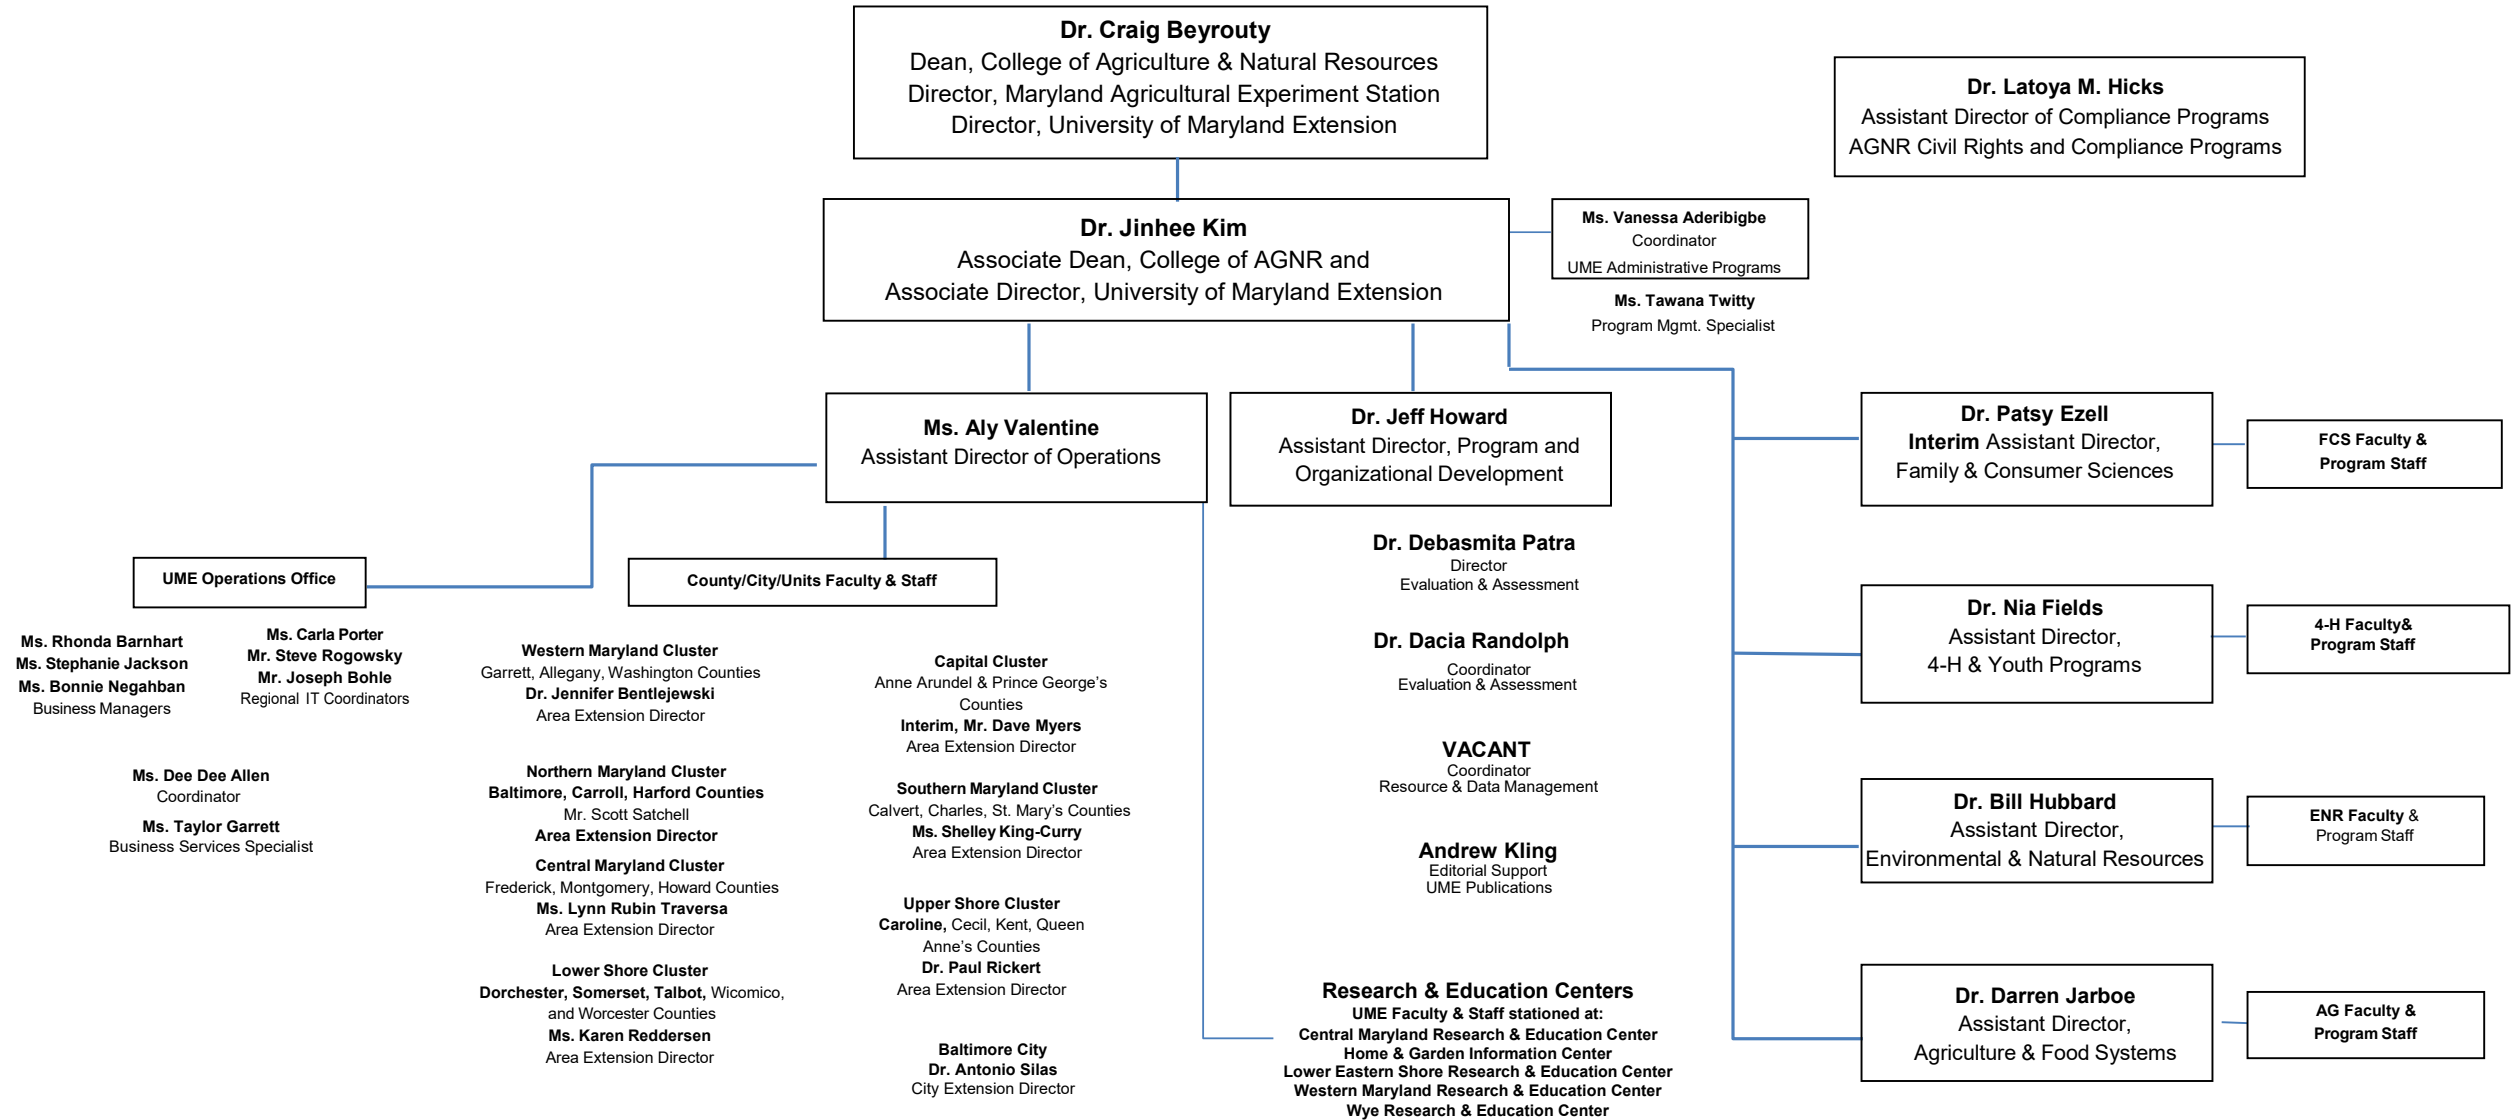 Dr. Craig Beyrouty
Dean, College of Agriculture & Natural Resources
Director, Maryland Agricultural Experiment Station
Director, University of Maryland Extension
Dr. Latoya M. Hicks
Assistant Director of Compliance Programs
AGNR Civil Rights and Compliance Programs
Dr. Jinhee Kim
Associate Dean, College of AGNR and
Associate Director, University of Maryland Extension
Ms. Vanessa Aderibigbe
Coordinator
UME Administrative Programs
Ms. Tawana Twitty
Program Mgmt. Specialist
Ms. Aly Valentine
Assistant Director of Operations
Dr. Jeff Howard
Assistant Director, Program and
Organizational Development
Dr. Patsy Ezell
Interim Assistant Director,
Family & Consumer Sciences
FCS Faculty &
Program Staff
UME Operations Office
County/City/Units Faculty & Staff
Ms. Rhonda Barnhart
Ms. Stephanie Jackson
Ms. Bonnie Negahban
Business Managers
Ms. Carla Porter
Mr. Steve Rogowsky
Mr. Joseph Bohle
Regional IT Coordinators
Ms. Dee Dee Allen
Coordinator
Ms. Taylor Garrett
Business Services Specialist
Western Maryland Cluster
Garrett, Allegany, Washington Counties
Dr. Jennifer Bentlejewski
Area Extension Director
Northern Maryland Cluster
Baltimore, Carroll, Harford Counties
Mr. Scott Satchell
Area Extension Director
Central Maryland Cluster
Frederick, Montgomery, Howard Counties
Ms. Lynn Rubin Traversa
Area Extension Director
Lower Shore Cluster
Dorchester, Somerset, Talbot, Wicomico,
and Worcester Counties
Ms. Karen Reddersen
Area Extension Director
Capital Cluster
Anne Arundel & Prince George's
Counties
Interim, Mr. Dave Myers
Area Extension Director
Southern Maryland Cluster
Calvert, Charles, St. Mary's Counties
Ms. Shelley King-Curry
Area Extension Director
Upper Shore Cluster
Caroline, Cecil, Kent, Queen
Anne's Counties
Dr. Paul Rickert
Area Extension Director
Baltimore City
Dr. Antonio Silas
City Extension Director
Dr. Debasmita Patra
Director
Evaluation & Assessment
Dr. Dacia Randolph
Coordinator
Evaluation & Assessment
VACANT
Coordinator
Resource & Data Management
Andrew Kling
Editorial Support
UME Publications
Research & Education Centers
UME Faculty & Staff stationed at:
Central Maryland Research & Education Center
Home & Garden Information Center
Lower Eastern Shore Research & Education Center
Western Maryland Research & Education Center
Wye Research & Education Center
Dr. Nia Fields
Assistant Director,
4-H & Youth Programs
4-H Faculty&
Program Staff
Dr. Bill Hubbard
Assistant Director,
Environmental & Natural Resources
ENR Faculty &
Program Staff
Dr. Darren Jarboe
Assistant Director,
Agriculture & Food Systems
AG Faculty &
Program Staff